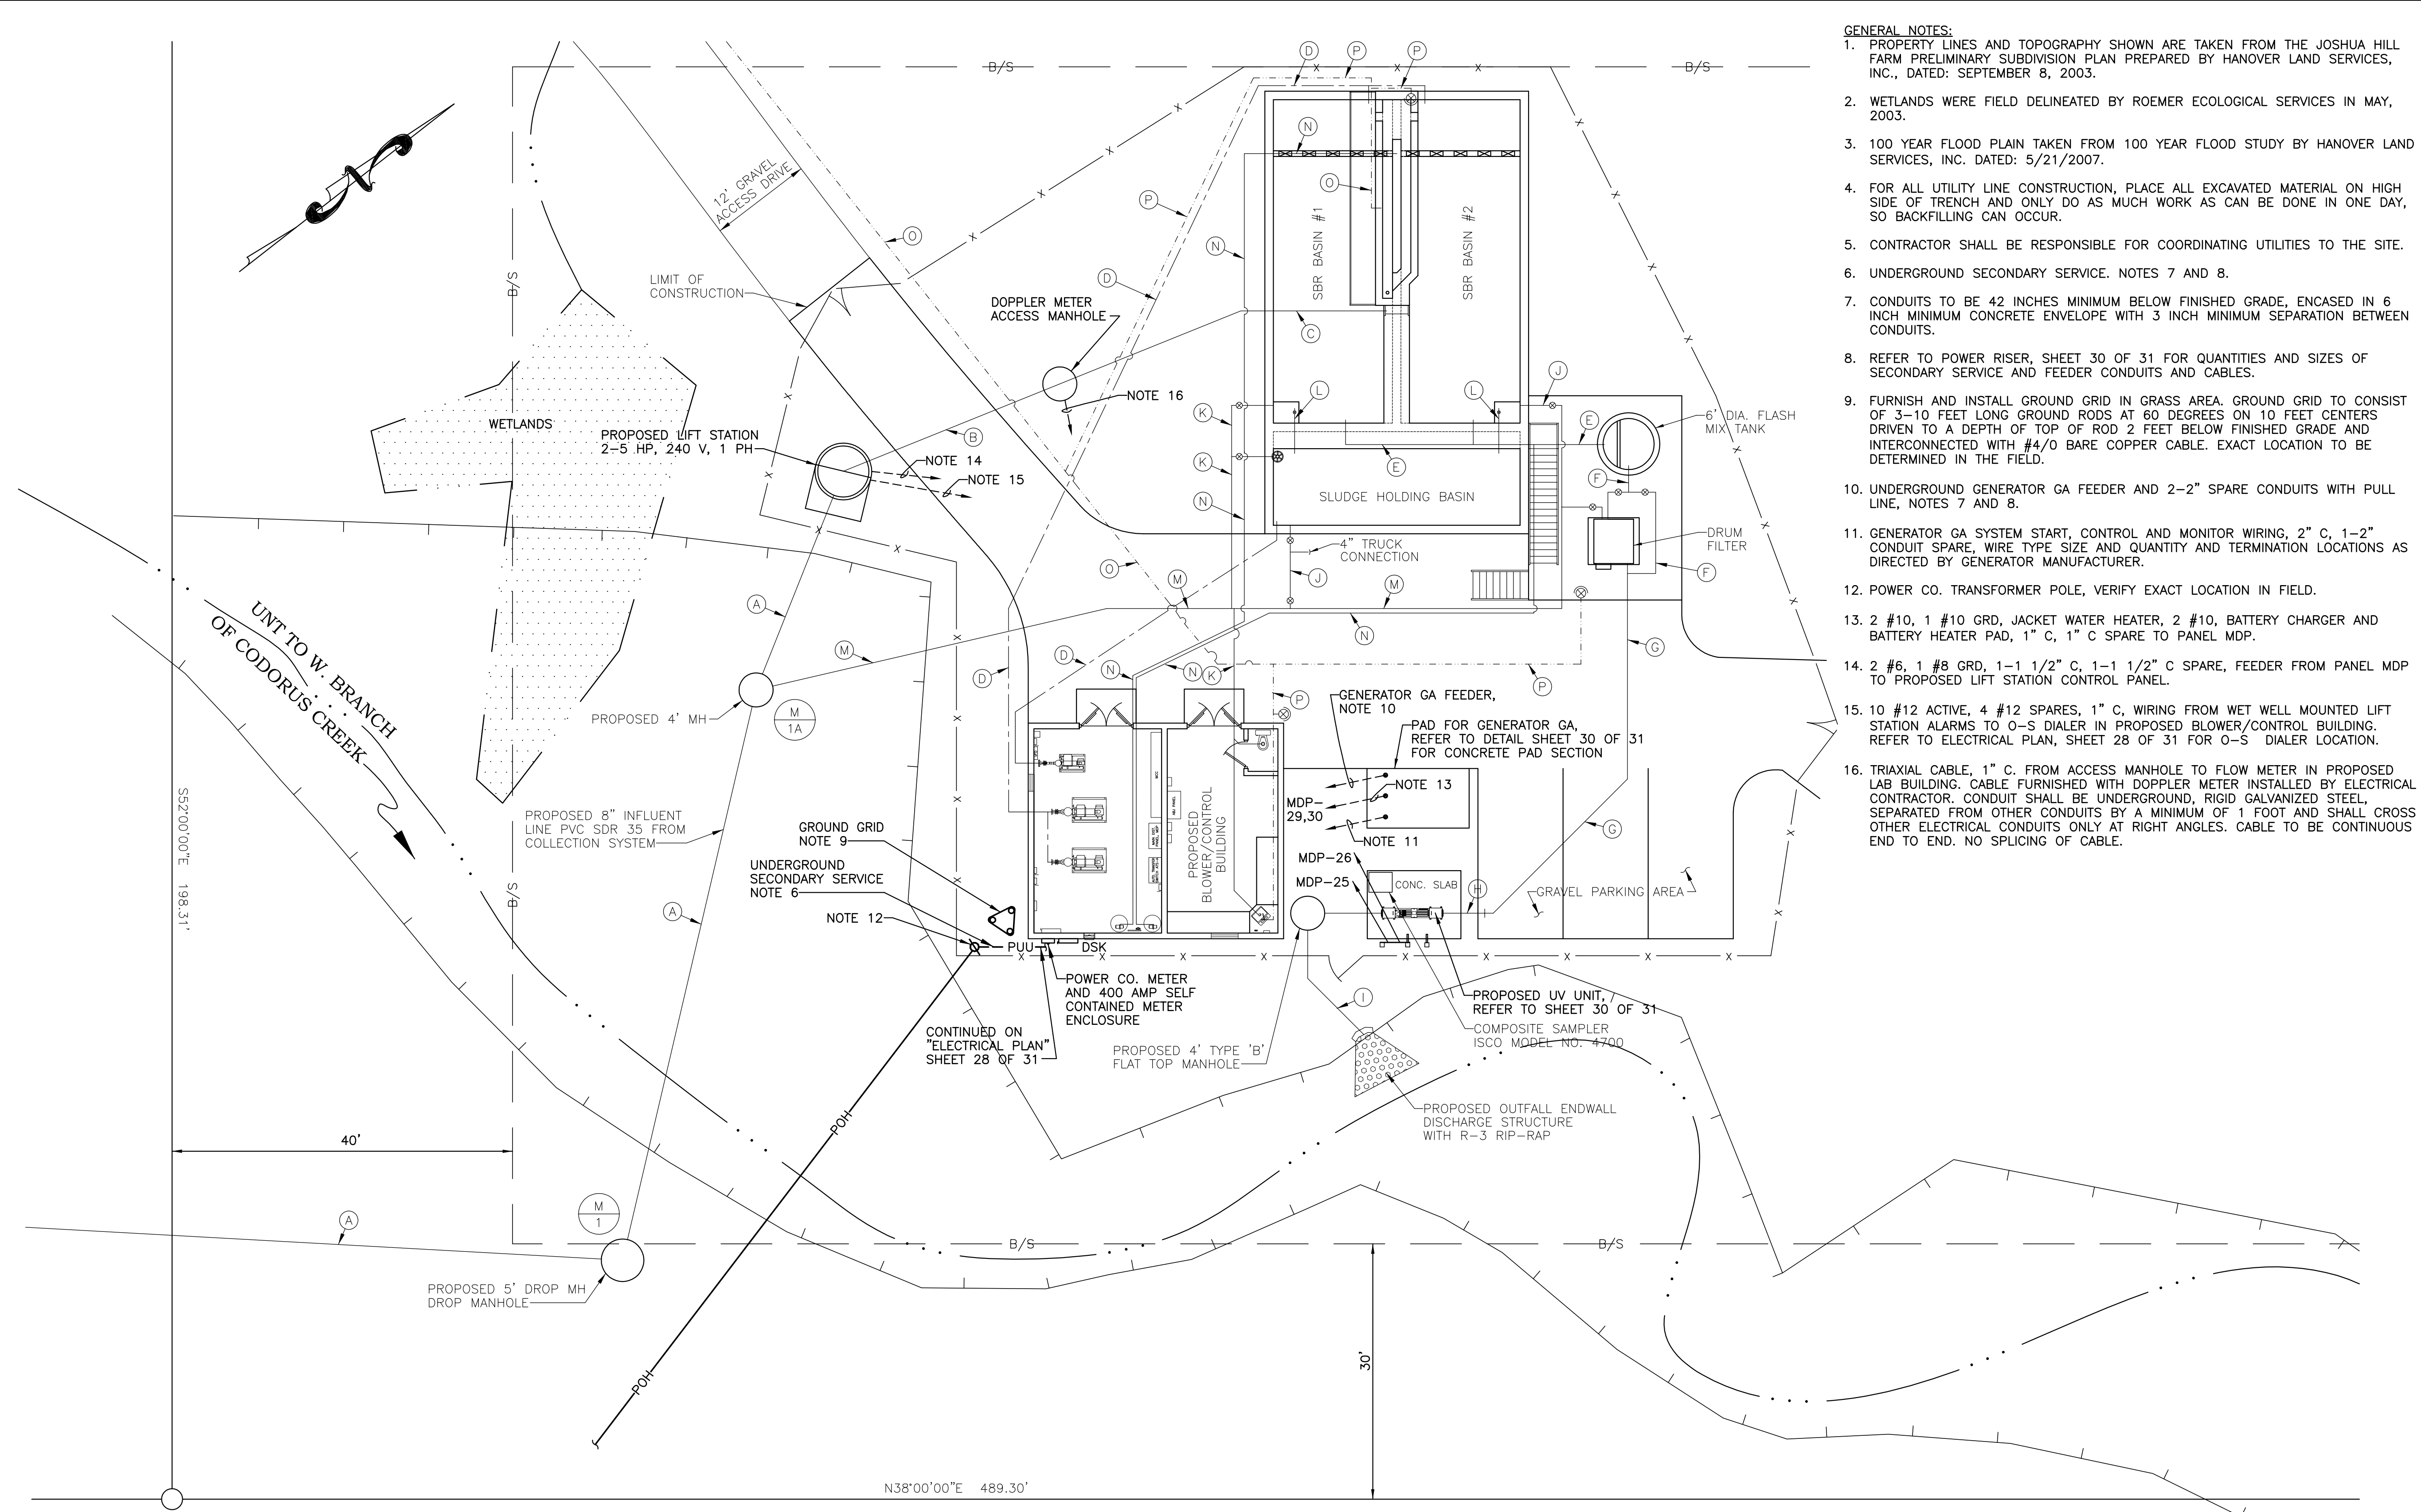 GENERAL NOTES:
1. PROPERTY LINES AND TOPOGRAPHY SHOWN ARE TAKEN FROM THE JOSHUA HILL
FARM PRELIMINARY SUBDIVISION PLAN PREPARED BY HANOVER LAND SERVICES,
INC., DATED: SEPTEMBER 8, 2003.
2. WETLANDS WERE FIELD DELINEATED BY ROEMER ECOLOGICAL SERVICES IN MAY,
2003.
3. 100 YEAR FLOOD PLAIN TAKEN FROM 100 YEAR FLOOD STUDY BY HANOVER LAND
SERVICES, INC. DATED: 5/21/2007.
4. FOR ALL UTILITY LINE CONSTRUCTION, PLACE ALL EXCAVATED MATERIAL ON HIGH
SIDE OF TRENCH AND ONLY DO AS MUCH WORK AS CAN BE DONE IN ONE DAY,
SO BACKFILLING CAN OCCUR.
5. CONTRACTOR SHALL BE RESPONSIBLE FOR COORDINATING UTILITIES TO THE SITE.
6. UNDERGROUND SECONDARY SERVICE. NOTES 7 AND 8.
7. CONDUITS TO BE 42 INCHES MINIMUM BELOW FINISHED GRADE, ENCASED IN 6
INCH MINIMUM CONCRETE ENVELOPE WITH 3 INCH MINIMUM SEPARATION BETWEEN
CONDUITS.
8. REFER TO POWER RISER, SHEET 30 OF 31 FOR QUANTITIES AND SIZES OF
SECONDARY SERVICE AND FEEDER CONDUITS AND CABLES.
9. FURNISH AND INSTALL GROUND GRID IN GRASS AREA. GROUND GRID TO CONSIST
OF 3-10 FEET LONG GROUND RODS AT 60 DEGREES ON 10 FEET CENTERS
DRIVEN TO A DEPTH OF TOP OF ROD 2 FEET BELOW FINISHED GRADE AND
INTERCONNECTED WITH #4/0 BARE COPPER CABLE. EXACT LOCATION TO BE
DETERMINED IN THE FIELD.
10. UNDERGROUND GENERATOR GA FEEDER AND 2-2" SPARE CONDUITS WITH PULL
LINE, NOTES 7 AND 8.
11. GENERATOR GA SYSTEM START, CONTROL AND MONITOR WIRING, 2" C, 1-2"
CONDUIT SPARE, WIRE TYPE SIZE AND QUANTITY AND TERMINATION LOCATIONS AS
DIRECTED BY GENERATOR MANUFACTURER.
12. POWER CO. TRANSFORMER POLE, VERIFY EXACT LOCATION IN FIELD.
13. 2 #10, 1 #10 GRD, JACKET WATER HEATER, 2 #10, BATTERY CHARGER AND
BATTERY HEATER PAD, 1" C, 1" C SPARE TO PANEL MDP.
14. 2 #6, 1 #8 GRD, 1-1 1/2" C, 1-1 1/2" C SPARE, FEEDER FROM PANEL MDP
TO PROPOSED LIFT STATION CONTROL PANEL.
15. 10 #12 ACTIVE, 4 #12 SPARES, 1" C, WIRING FROM WET WELL MOUNTED LIFT
STATION ALARMS TO O-S DIALER IN PROPOSED BLOWER/CONTROL BUILDING.
REFER TO ELECTRICAL PLAN, SHEET 28 OF 31 FOR O-S DIALER LOCATION.
16. TRIAXIAL CABLE, 1" C. FROM ACCESS MANHOLE TO FLOW METER IN PROPOSED
LAB BUILDING. CABLE FURNISHED WITH DOPPLER METER INSTALLED BY ELECTRICAL
CONTRACTOR. CONDUIT SHALL BE UNDERGROUND, RIGID GALVANIZED STEEL,
SEPARATED FROM OTHER CONDUITS BY A MINIMUM OF 1 FOOT AND SHALL CROSS
OTHER ELECTRICAL CONDUITS ONLY AT RIGHT ANGLES. CABLE TO BE CONTINUOUS
END TO END. NO SPLICING OF CABLE.
B/S
B/S
D
P
P
X
X
12' GRAVEL
ACCESS DRIVE
N
O
P
O
N
D
SBR BASIN #1
SBR BASIN #2
B/S
LIMIT OF
CONSTRUCTION
DOPPLER METER
ACCESS MANHOLE
C
NOTE 16
K
L
L
J
6' DIA. FLASH
MIX TANK
WETLANDS
PROPOSED LIFT STATION
2-5 HP, 240 V, 1 PH
B
NOTE 14
NOTE 15
K
E
E
F
N
SLUDGE HOLDING BASIN
DRUM
FILTER
4" TRUCK
CONNECTION
O
M
J
M
F
UNT TO W. BRANCH
OF CODORUS CREEK
A
M
D
D
N
N
K
N
G
P
P
PROPOSED 4' MH
M
1A
GENERATOR GA FEEDER,
NOTE 10
PAD FOR GENERATOR GA,
REFER TO DETAIL SHEET 30 OF 31
FOR CONCRETE PAD SECTION
NOTE 13
MDP-
29,30
NOTE 11
MCC
PROPOSED
BLOWER/CONTROL
BUILDING
G
PROPOSED 8" INFLUENT
LINE PVC SDR 35 FROM
COLLECTION SYSTEM
GROUND GRID
NOTE 9
UNDERGROUND
SECONDARY SERVICE
NOTE 6
NOTE 12
MDP-26
MDP-25
CONC. SLAB
H
GRAVEL PARKING AREA
S52°00'00"E 198.31'
B/S
A
PUU
DSK
POWER CO. METER
AND 400 AMP SELF
CONTAINED METER
ENCLOSURE
CONTINUED ON
"ELECTRICAL PLAN"
SHEET 28 OF 31
I
PROPOSED UV UNIT,
REFER TO SHEET 30 OF 31
COMPOSITE SAMPLER
ISCO MODEL NO. 4700
PROPOSED 4' TYPE 'B'
FLAT TOP MANHOLE
PROPOSED OUTFALL ENDWALL
DISCHARGE STRUCTURE
WITH R-3 RIP-RAP
POH
40'
A
M
1
B/S
B/S
PROPOSED 5' DROP MH
DROP MANHOLE
POH
30'
N38°00'00"E 489.30'